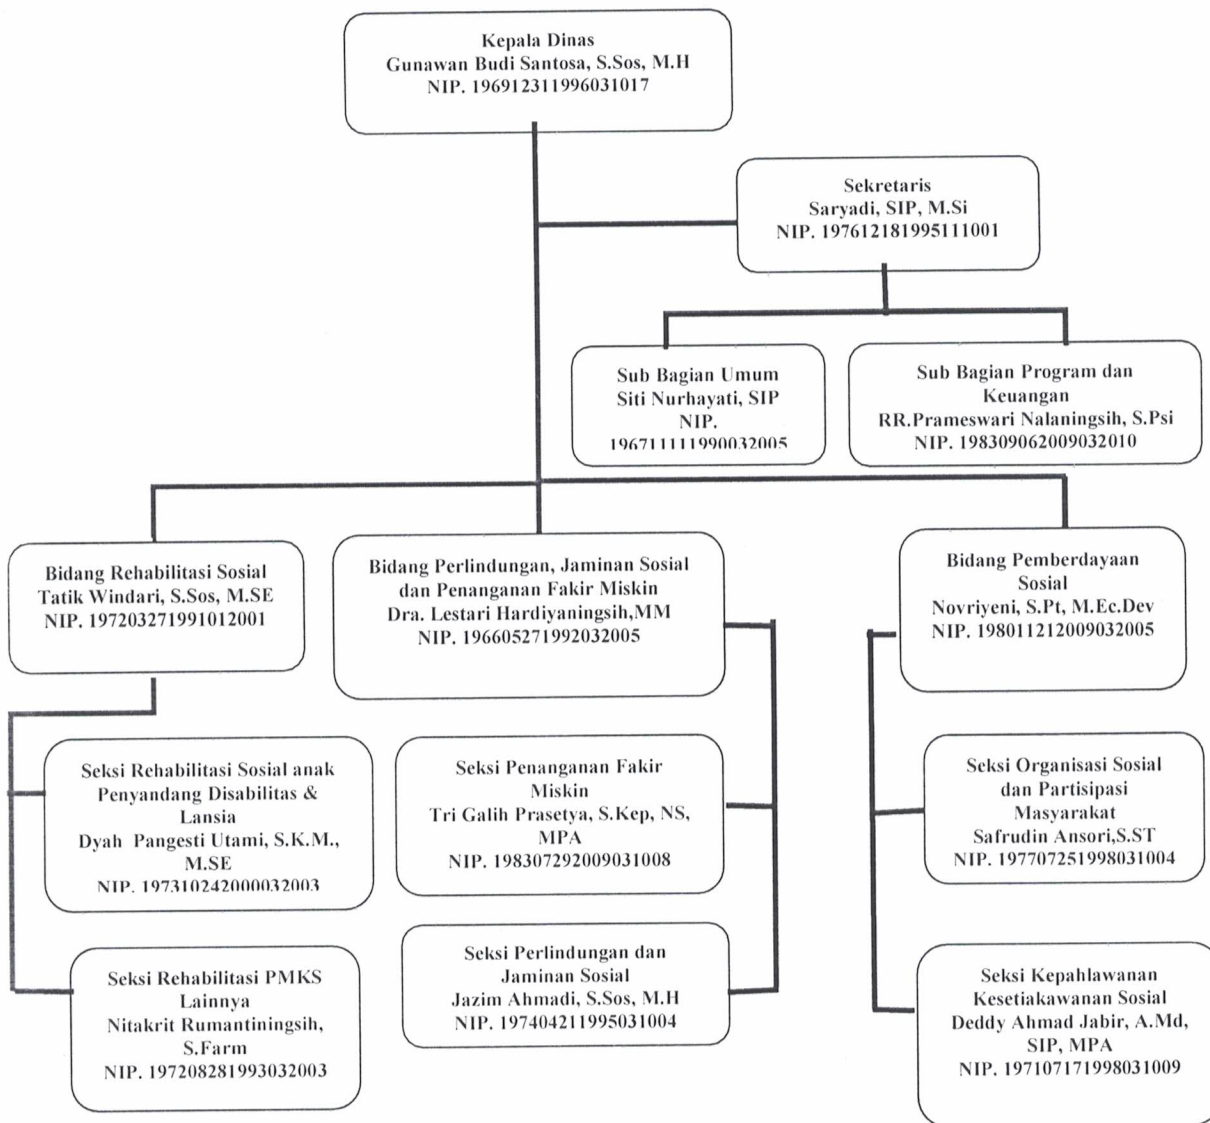 Kepala Dinas
Gunawan Budi Santosa, S.Sos, M.H
NIP. 196912311996031017
Sekretaris
Saryadi, SIP, M.Si
NIP. 197612181995111001
Sub Bagian Umum
Siti Nurhayati, SIP
NIP.
196711111990032005
Sub Bagian Program dan
Keuangan
RR.Prameswari Nalaningsih, S.Psi
NIP. 198309062009032010
Bidang Rehabilitasi Sosial
Tatik Windari, S.Sos, M.SE
NIP. 197203271991012001
Bidang Perlindungan, Jaminan Sosial
dan Penanganan Fakir Miskin
Dra. Lestari Hardiyaningsih,MM
NIP. 196605271992032005
Bidang Pemberdayaan
Sosial
Novriyeni, S.Pt, M.Ec.Dev
NIP. 198011212009032005
Seksi Rehabilitasi Sosial anak
Penyandang Disabilitas &
Lansia
Dyah Pangesti Utami, S.K.M.,
M.SE
NIP. 197310242000032003
Seksi Penanganan Fakir
Miskin
Tri Galih Prasetya, S.Kep, NS,
MPA
NIP. 198307292009031008
Seksi Organisasi Sosial
dan Partisipasi
Masyarakat
Safrudin Ansori,S.ST
NIP. 197707251998031004
Seksi Rehabilitasi PMKS
Lainnya
Nitakrit Rumantiningsih,
S.Farm
NIP. 197208281993032003
Seksi Perlindungan dan
Jaminan Sosial
Jazim Ahmadi, S.Sos, M.H
NIP. 197404211995031004
Seksi Kepahlawanan
Kesetiakawanan Sosial
Deddy Ahmad Jabir, A.Md,
SIP, MPA
NIP. 197107171998031009